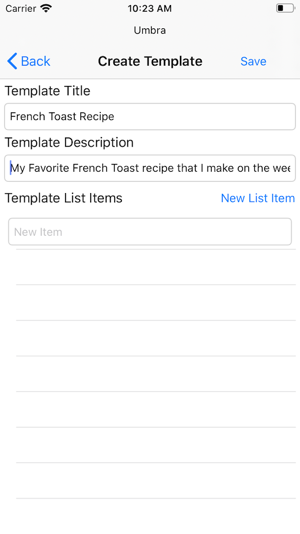 Carrier 10:23 AM
Umbra
Back Create Template Save
Template Title
French Toast Recipe
Template Description
My Favorite French Toast recipe that I make on the wee
Template List Items New List Item
New Item